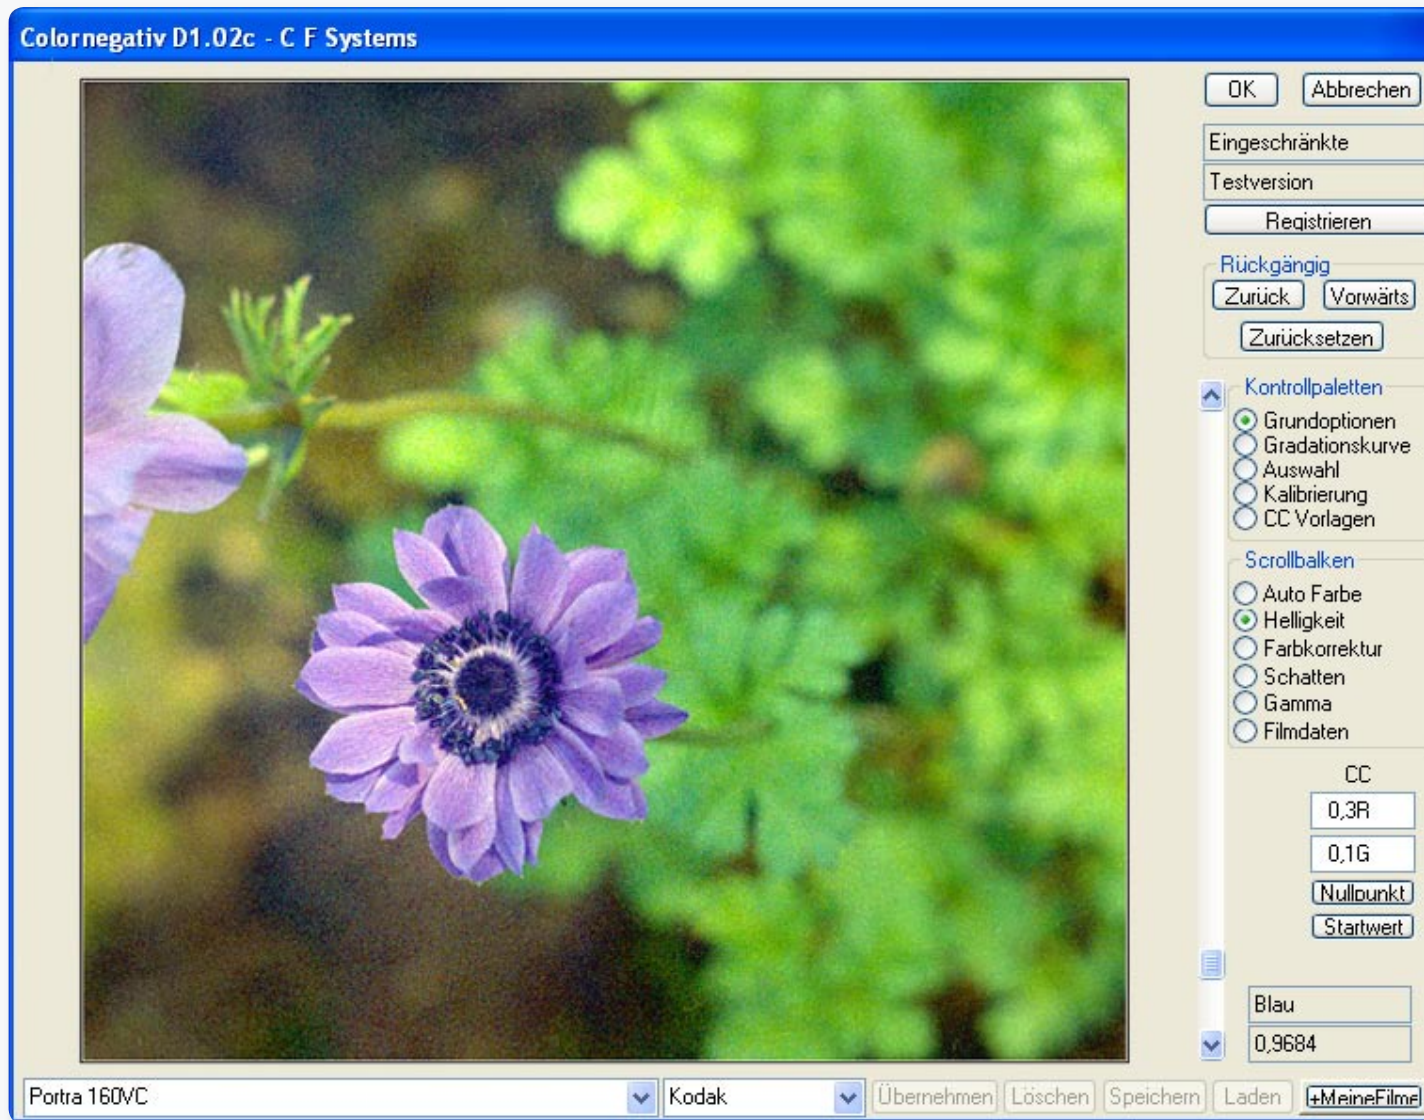 Colornegativ D1.02c - C F Systems
OK Abbrechen
Eingeschränkte
Testversion
Registrieren
Rückgängig
Zurück Vorwärts
Zurücksetzen
Kontrollpaletten
Grundoptionen
Gradationskurve
Auswahl
Kalibrierung
CC Vorlagen
Scrollbalken
Auto Farbe
Helligkeit
Farbkorrektur
Schatten
Gamma
Filmdaten
CC
0,3R
0,1G
Nullpunkt
Startwert
Blau
0,9684
Portra 160VC Kodak Übernehmen Löschen Speichern Laden +MeineFilme